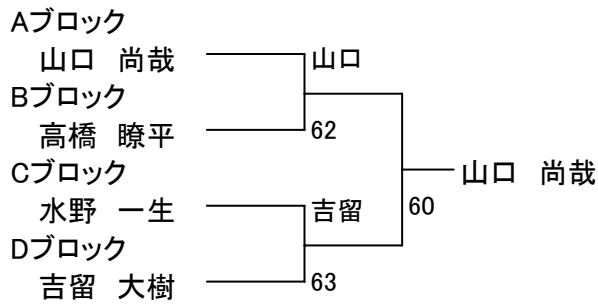 Aブロック
山口 尚哉
山口
Bブロック
高橋 瞭平
62
山口 尚哉
Cブロック
水野 一生
吉留
60
Dブロック
吉留 大樹
63